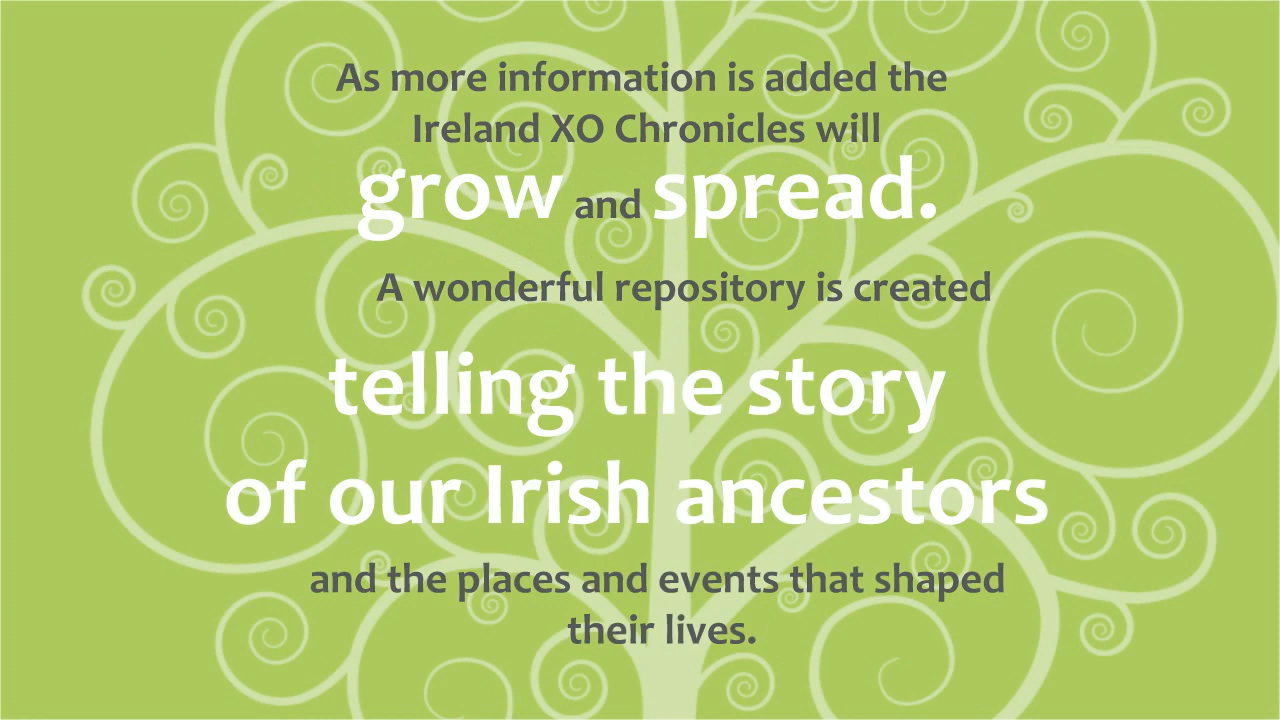 As more information is added the
Ireland XO Chronicles will
grow and spread.
A wonderful repository is created
telling the story
of our Irish ancestors
and the places and events that shaped
their lives.